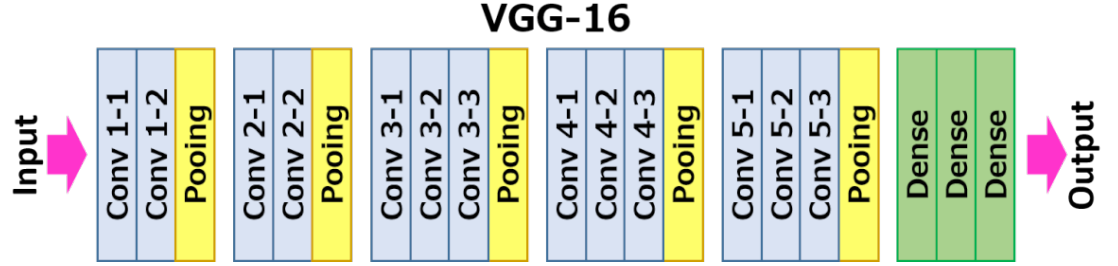 VGG-16
Input
Conv 1-1
Conv 1-2
Pooing
Conv 2-1
Conv 2-2
Pooing
Conv 3-1
Conv 3-2
Conv 3-3
Pooing
Conv 4-1
Conv 4-2
Conv 4-3
Pooing
Conv 5-1
Conv 5-2
Conv 5-3
Pooing
Dense
Dense
Dense
Output